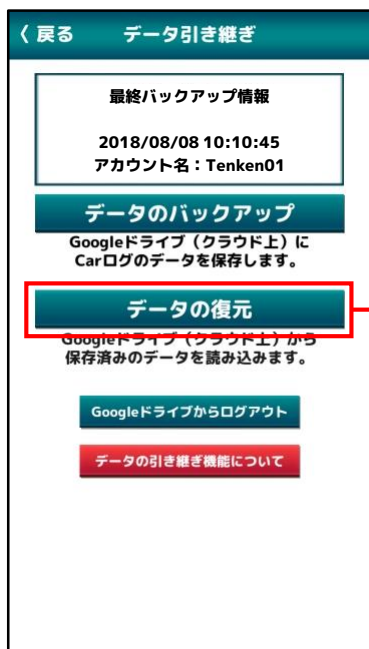 〈 戻る データ引き継ぎ
最終バックアップ情報
2018/08/08 10:10:45
アカウント名：Tenken01
データのバックアップ
Googleドライブ（クラウド上）に
Carログのデータを保存します。
データの復元
Googleドライブ（クラウド上）から
保存済みのデータを読み込みます。
Googleドライブからログアウト
データの引き継ぎ機能について